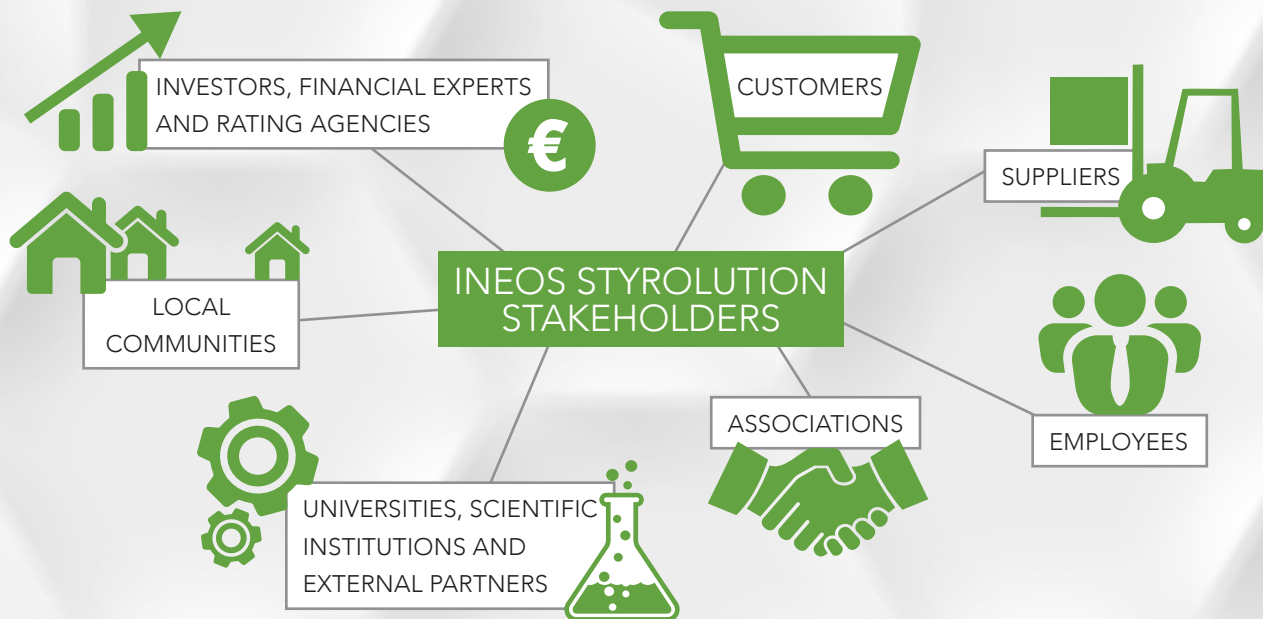 INVESTORS, FINANCIAL EXPERTS
AND RATING AGENCIES
€
CUSTOMERS
SUPPLIERS
INEOS STYROLUTION
STAKEHOLDERS
LOCAL
COMMUNITIES
ASSOCIATIONS
EMPLOYEES
UNIVERSITIES, SCIENTIFIC
INSTITUTIONS AND
EXTERNAL PARTNERS